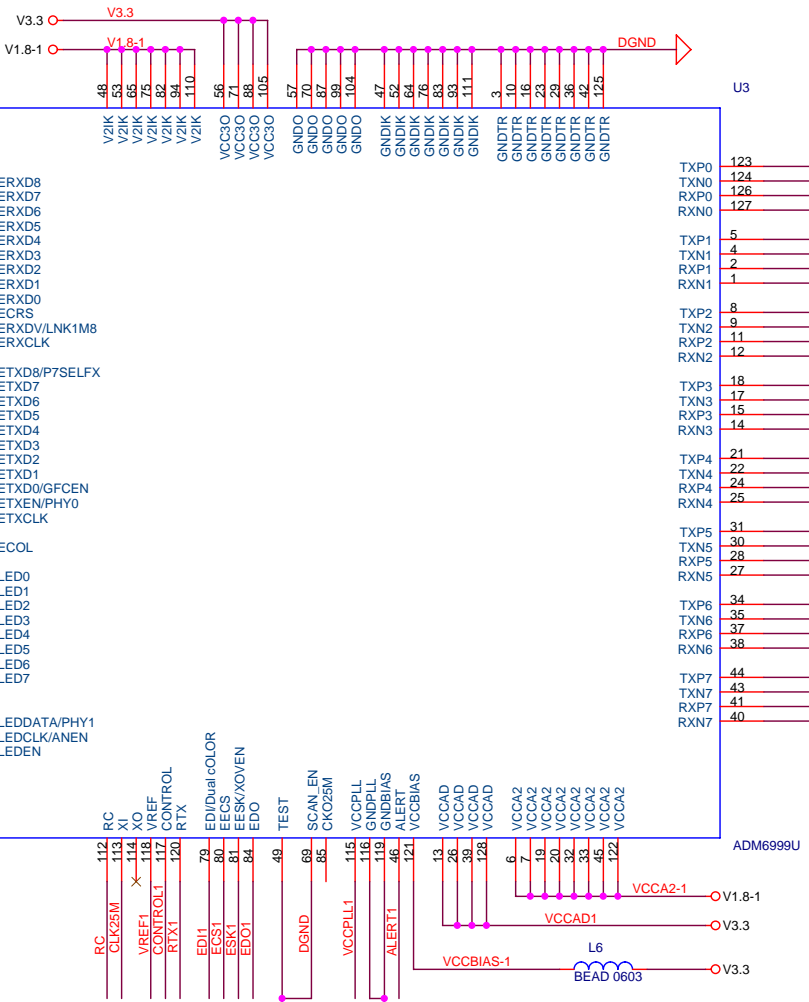 V3.3
V3.3
V1.8-1
V1.8-1
DGND
48 53 65 75 82 94 110
56 71 88 105
57 70 87 99 104
47 52 64 76 83 93 111
3 10 16 23 29 36 42 125
U3
V2IK V2IK V2IK V2IK V2IK V2IK V2IK
VCC3O VCC3O VCC3O VCC3O
GNDO GNDO GNDO GNDO GNDO
GNDIK GNDIK GNDIK GNDIK GNDIK GNDIK GNDIK
GNDTR GNDTR GNDTR GNDTR GNDTR GNDTR GNDTR GNDTR
ERXD8
ERXD7
ERXD6
ERXD5
ERXD4
ERXD3
ERXD2
ERXD1
ERXD0
ECRS
ERXDV/LNK1M8
ERXCLK
ETXD8/P7SELFX
ETXD7
ETXD6
ETXD5
ETXD4
ETXD3
ETXD2
ETXD1
ETXD0/GFCEN
ETXEN/PHY0
ETXCLK
ECOL
LED0
LED1
LED2
LED3
LED4
LED5
LED6
LED7
LEDDATA/PHY1
LEDCLK/ANEN
LEDEN
TXP0 123
TXN0 124
RXP0 126
RXN0 127
TXP1 5
TXN1 4
RXP1 2
RXN1 1
TXP2 8
TXN2 9
RXP2 11
RXN2 12
TXP3 18
TXN3 17
RXP3 15
RXN3 14
TXP4 21
TXN4 22
RXP4 24
RXN4 25
TXP5 31
TXN5 30
RXP5 28
RXN5 27
TXP6 34
TXN6 35
RXP6 37
RXN6 38
TXP7 44
TXN7 43
RXP7 41
RXN7 40
RC XI XO VREF CONTROL RTX
EDI/Dual cOLOR EECS EESK/XOVEN EDO
TEST SCAN_EN CKO25M
VCCPLL GNDPLL GNDBIAS ALERT VCCBIAS
VCCAD VCCAD VCCAD VCCAD
VCCA2 VCCA2 VCCA2 VCCA2 VCCA2 VCCA2 VCCA2 VCCA2
ADM6999U
112 113 114 118 117 120
79 80 81 84
49 69 85
115 116 119 46 121
13 26 39 128
6 7 19 20 32 33 45 122
RC CLK25M VREF1 CONTROL1 RTX1
EDI1 ECS1 ESK1 EDO1
DGND
VCCPLL1 ALERT1
VCCA2-1
V1.8-1
VCCAD1
V3.3
VCCBIAS-1
L6
BEAD 0603
V3.3